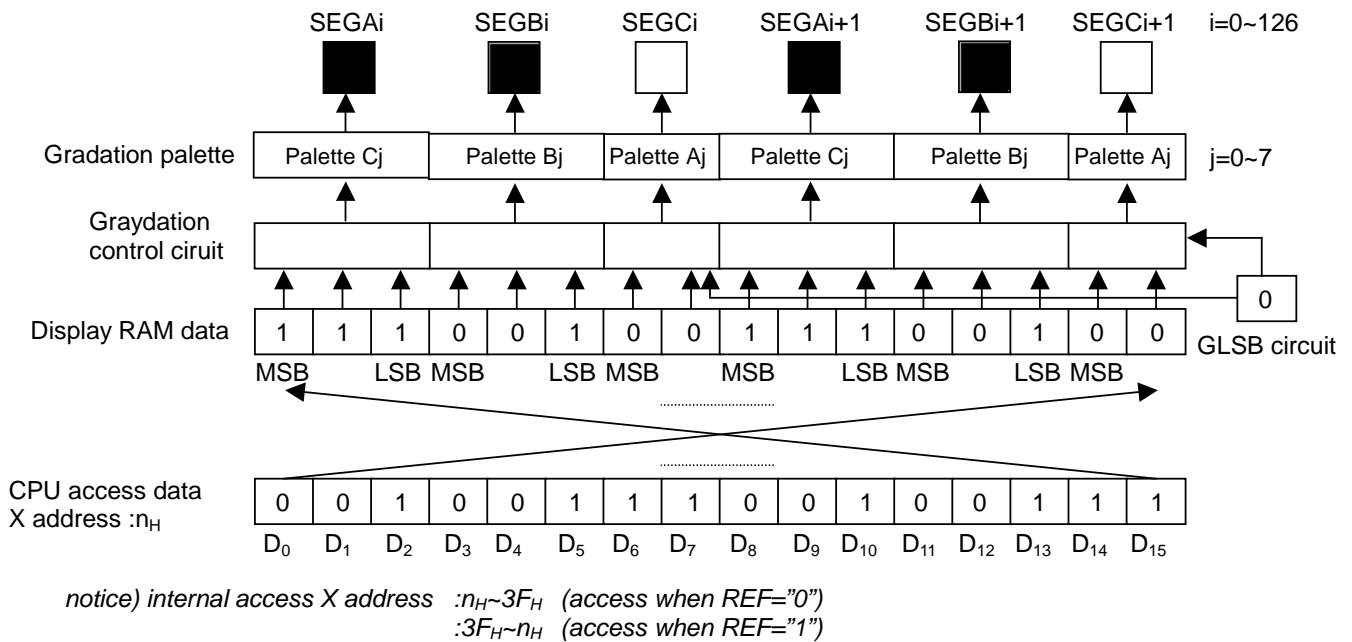 SEGAi SEGBi SEGCi SEGAi+1 SEGBi+1 SEGCi+1 i=0~126
Gradation palette Palette Cj Palette Bj Palette Aj Palette Cj Palette Bj Palette Aj j=0~7
Graydation
control ciruit
0
Display RAM data 1 1 1 0 0 1 0 0 1 1 1 0 0 1 0 0 GLSB circuit
MSB LSB MSB LSB MSB MSB LSB MSB LSB MSB
CPU access data
X address :nH
0 0 1 0 0 1 1 1 0 0 1 0 0 1 1 1
D0 D1 D2 D3 D4 D5 D6 D7 D8 D9 D10 D11 D12 D13 D14 D15
notice) internal access X address :nH~3FH (access when REF="0")
:3FH~nH (access when REF="1")